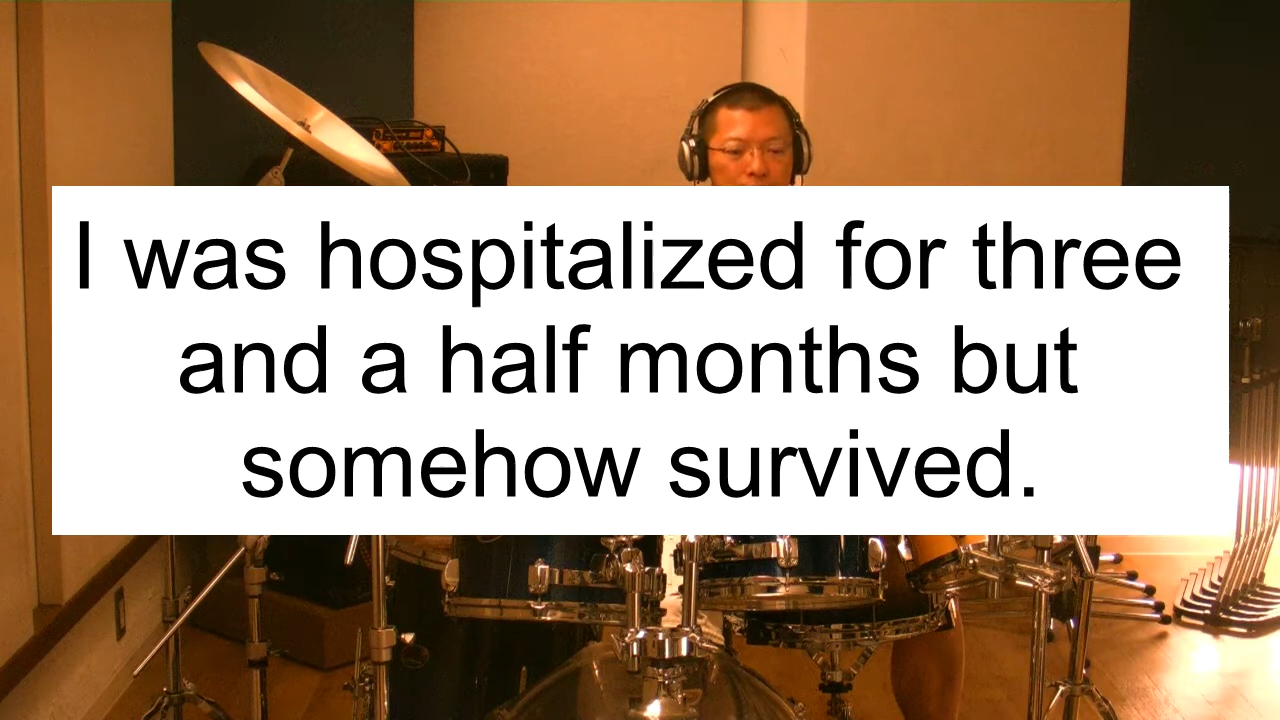 I was hospitalized for three
and a half months but
somehow survived.